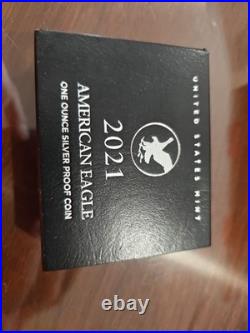 UNITED STATES MINT
2021
AMERICAN EAGLE
ONE OUNCE SILVER PROOF COIN